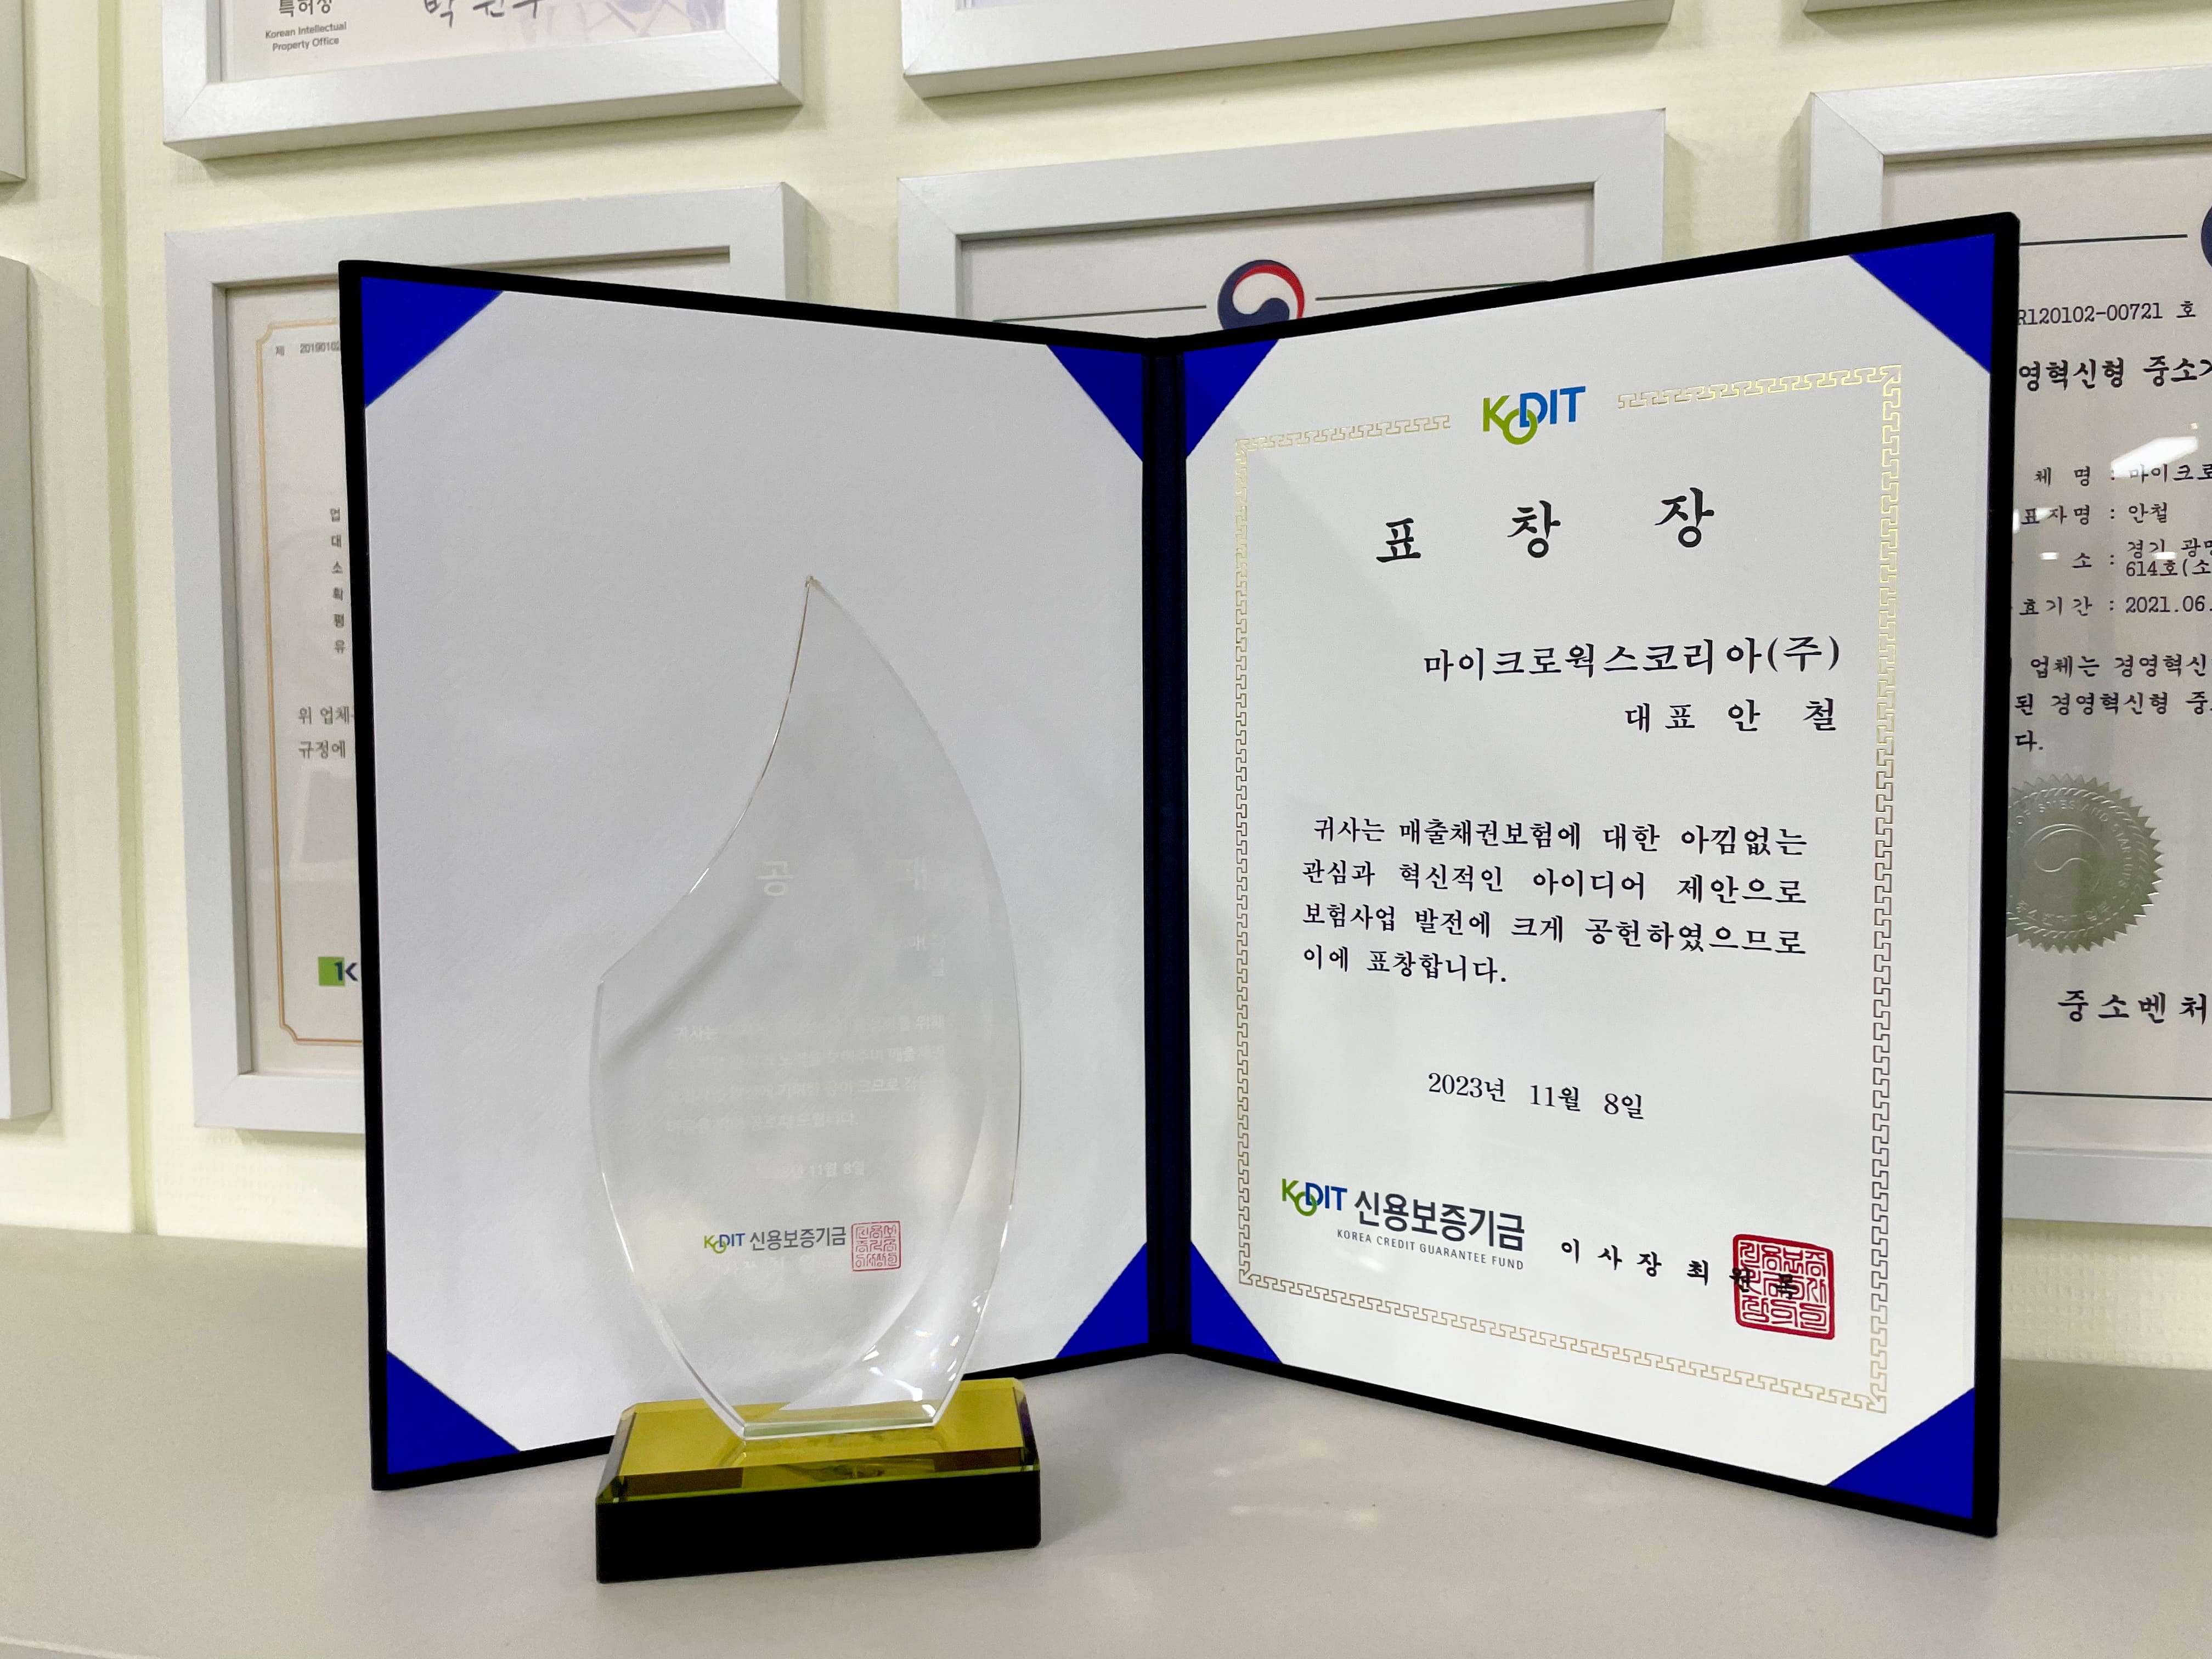 특허청
Korean Intellectual
Property Office
제 2019010
업
대
소
확
평
유
위 업체
규정에
KODIT
표 창 장
마이크로웍스코리아(주)
대표 안 철
귀사는 매출채권보험에 대한 아낌없는
관심과 혁신적인 아이디어 제안으로
보험사업 발전에 크게 공헌하였으므로
이에 표창합니다.
2023년 11월 8일
KODIT 신용보증기금
KOREA CREDIT GUARANTEE FUND
이 사 장 최 원 목
공
귀사는
11월 8일
KODIT 신용보증기금
R120102-00721 호
영혁신형 중소기
체 명 : 마이크로
표자명 : 안철
소 : 경기 광명
614호(소
효기간 : 2021.06.
업체는 경영혁신
된 경영혁신형 중
다.
중소벤처